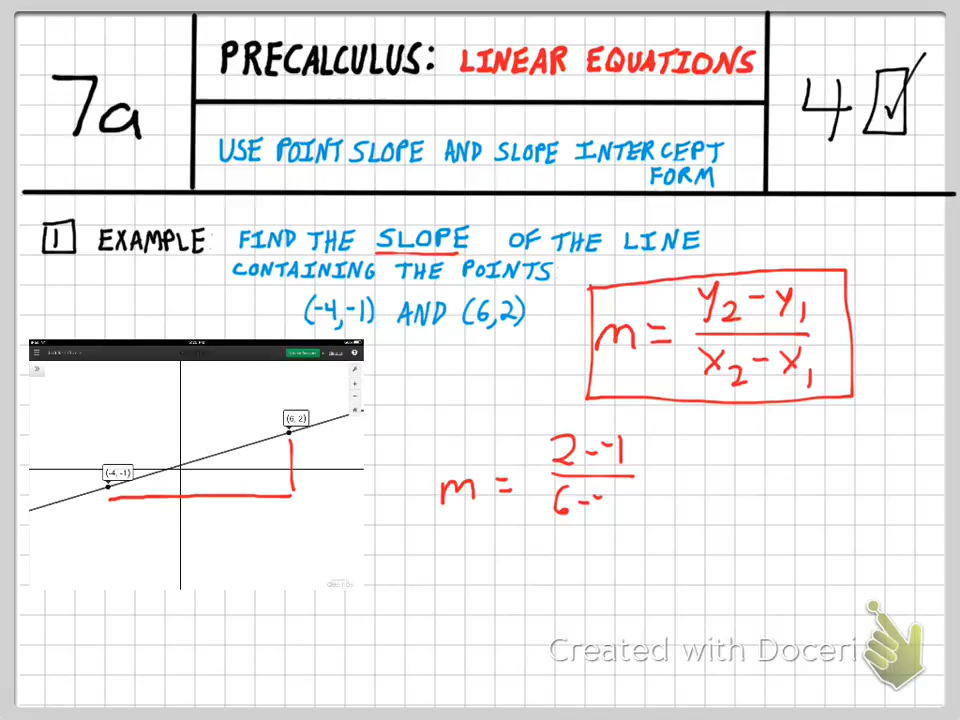 7a
PRECALCULUS: LINEAR EQUATIONS
USE POINT SLOPE AND SLOPE INTERCEPT
FORM
4
1 EXAMPLE: FIND THE SLOPE OF THE LINE
CONTAINING THE POINTS
(-4,-1) AND (6,2)
m = y₂ - y₁
x₂ - x₁
(6, 2)
(-4, -1)
m = 2 - -1
6 - -
desmos
Created with Doceri